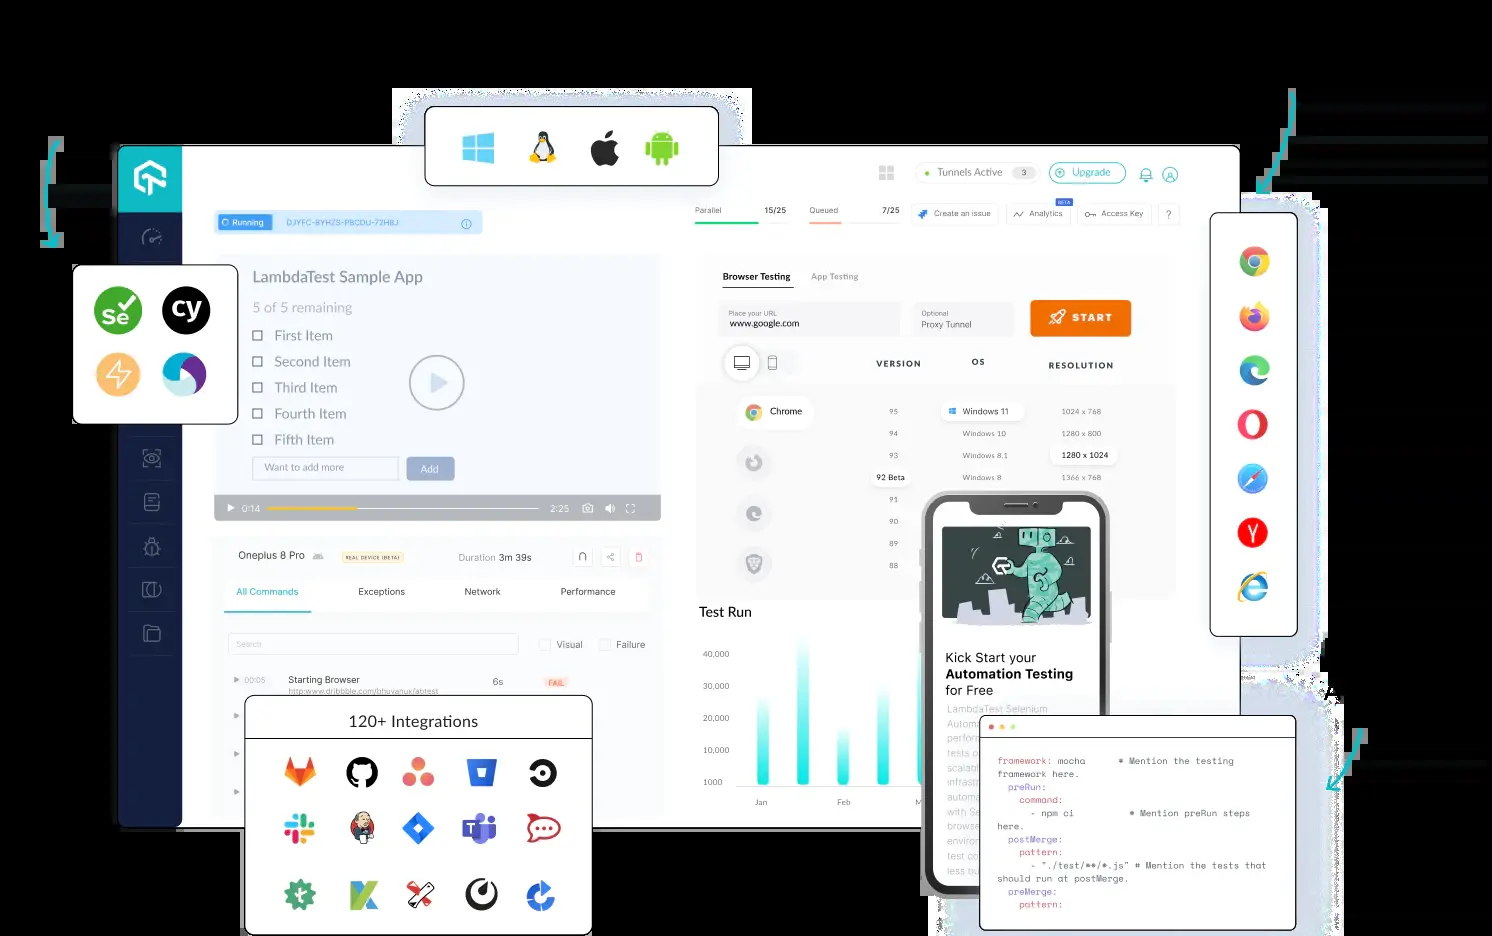 Tunnels Active 3
Upgrade
Running DJYFC-BYHZS-PBCDU-72HBJ
Parallel 15/25
Queued 7/25
Create an issue
BETA
Analytics
Access Key
?
LambdaTest Sample App
5 of 5 remaining
First Item
Second Item
Third Item
Fourth Item
Fifth Item
Want to add more
Add
0:14
2:25
Se
cy
Browser Testing
App Testing
Place your URL
www.google.com
Optional
Proxy Tunnel
START
VERSION OS RESOLUTION
Chrome
95 Windows 11 1024 x 768
94 Windows 10 1280 x 800
93 Windows 8.1 1280 x 1024
92 Beta Windows 8 1366 x 768
91
90
89
88
Oneplus 8 Pro
REAL DEVICE (BETA)
Duration 3m 39s
All Commands
Exceptions
Network
Performance
Search
Visual
Failure
00:05
Starting Browser
http:www.dribbble.com/bhuvanux/abtest
6s
FAIL
120+ Integrations
Test Run
40,000
30,000
20,000
10,000
1000
Jan
Feb
M
Kick Start your
Automation Testing
for Free
LambdaTest Selenium
framework: mocha # Mention the testing
framework here.
preRun:
command:
- npm ci # Mention preRun steps
here.
postMerge:
pattern:
- "./test/**/*.js" # Mention the tests that
should run at postMerge.
preMerge:
pattern: